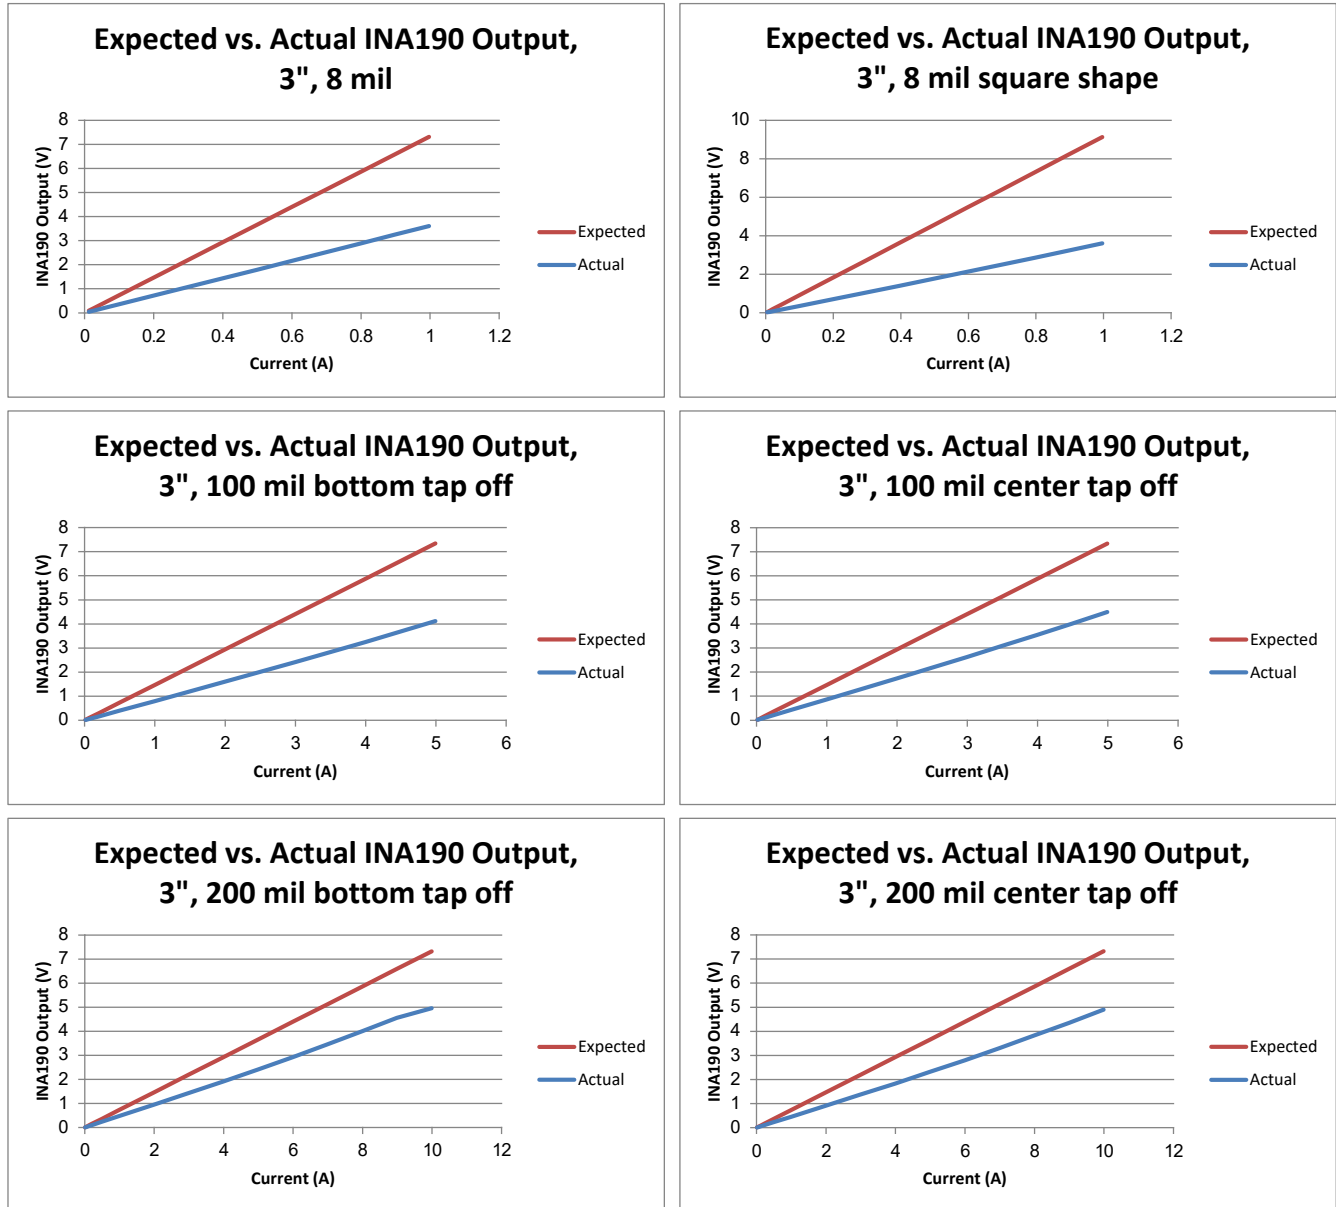 Expected vs. Actual INA190 Output,
3", 8 mil
INA190 Output (V)
8
7
6
5
4
3
2
1
0
0 0.2 0.4 0.6 0.8 1 1.2
Current (A)
Expected
Actual
Expected vs. Actual INA190 Output,
3", 8 mil square shape
INA190 Output (V)
10
8
6
4
2
0
0 0.2 0.4 0.6 0.8 1 1.2
Current (A)
Expected
Actual
Expected vs. Actual INA190 Output,
3", 100 mil bottom tap off
INA190 Output (V)
8
7
6
5
4
3
2
1
0
0 1 2 3 4 5 6
Current (A)
Expected
Actual
Expected vs. Actual INA190 Output,
3", 100 mil center tap off
INA190 Output (V)
8
7
6
5
4
3
2
1
0
0 1 2 3 4 5 6
Current (A)
Expected
Actual
Expected vs. Actual INA190 Output,
3", 200 mil bottom tap off
INA190 Output (V)
8
7
6
5
4
3
2
1
0
0 2 4 6 8 10 12
Current (A)
Expected
Actual
Expected vs. Actual INA190 Output,
3", 200 mil center tap off
INA190 Output (V)
8
7
6
5
4
3
2
1
0
0 2 4 6 8 10 12
Current (A)
Expected
Actual